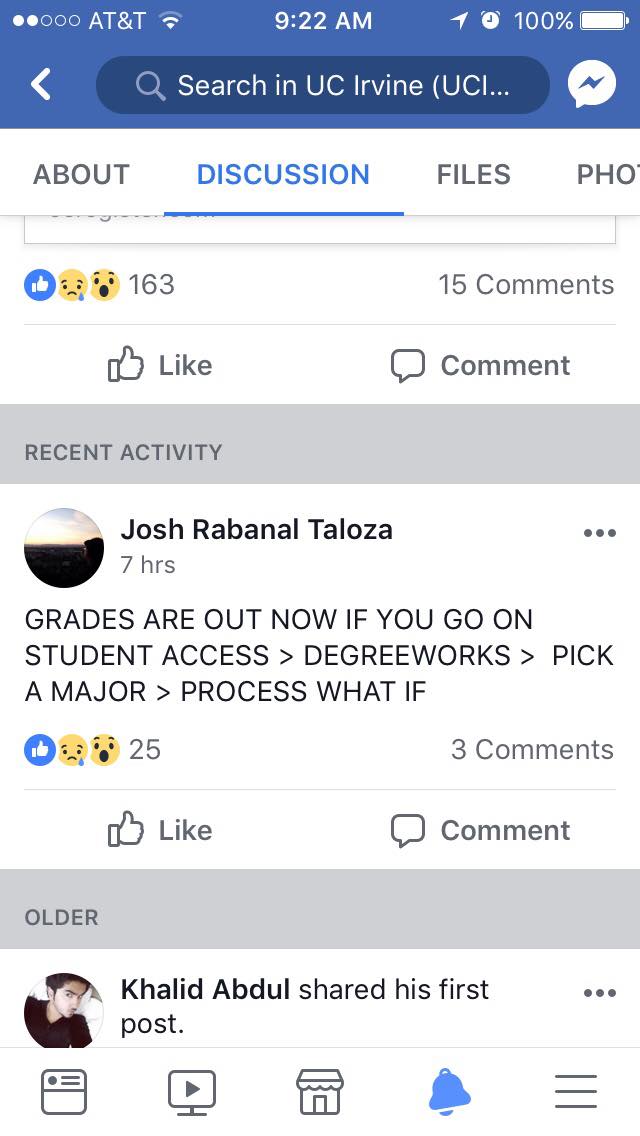 AT&T 9:22 AM 100%
Search in UC Irvine (UCI...
ABOUT DISCUSSION FILES PHO
163 15 Comments
Like Comment
RECENT ACTIVITY
Josh Rabanal Taloza
7 hrs
GRADES ARE OUT NOW IF YOU GO ON
STUDENT ACCESS > DEGREEWORKS > PICK
A MAJOR > PROCESS WHAT IF
25 3 Comments
Like Comment
OLDER
Khalid Abdul shared his first
post.